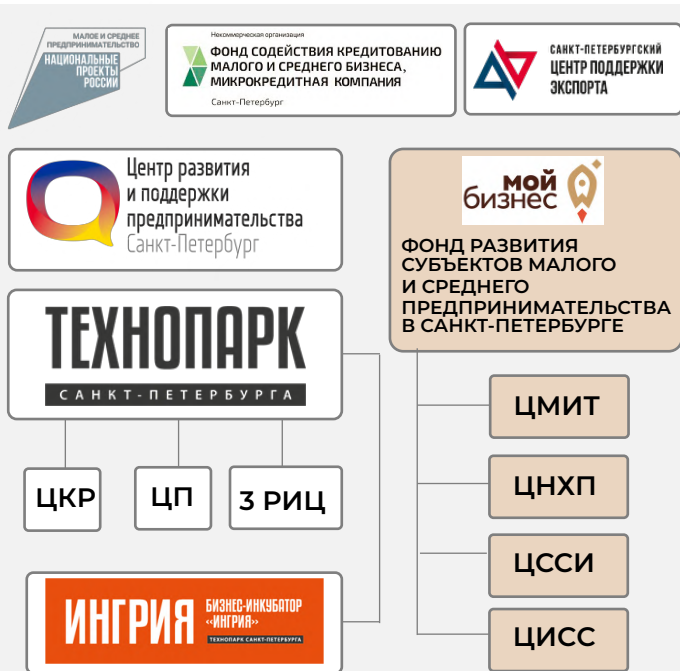 МАЛОЕ И СРЕДНЕЕ
ПРЕДПРИНИМАТЕЛЬСТВО
НАЦИОНАЛЬНЫЕ
ПРОЕКТЫ
РОССИИ
Некоммерческая организация
ФОНД СОДЕЙСТВИЯ КРЕДИТОВАНИЮ
МАЛОГО И СРЕДНЕГО БИЗНЕСА,
МИКРОКРЕДИТНАЯ КОМПАНИЯ
Санкт-Петербург
САНКТ-ПЕТЕРБУРГСКИЙ
ЦЕНТР ПОДДЕРЖКИ
ЭКСПОРТА
Центр развития
и поддержки
предпринимательства
Санкт-Петербург
мой
бизнес
ФОНД РАЗВИТИЯ
СУБЪЕКТОВ МАЛОГО
И СРЕДНЕГО
ПРЕДПРИНИМАТЕЛЬСТВА
В САНКТ-ПЕТЕРБУРГЕ
ТЕХНОПАРК
САНКТ-ПЕТЕРБУРГА
ЦКР
ЦП
3 РИЦ
ИНГРИЯ
БИЗНЕС-ИНКУБАТОР
«ИНГРИЯ»
ТЕХНОПАРК САНКТ-ПЕТЕРБУРГА
ЦМИТ
ЦНХП
ЦССИ
ЦИСС